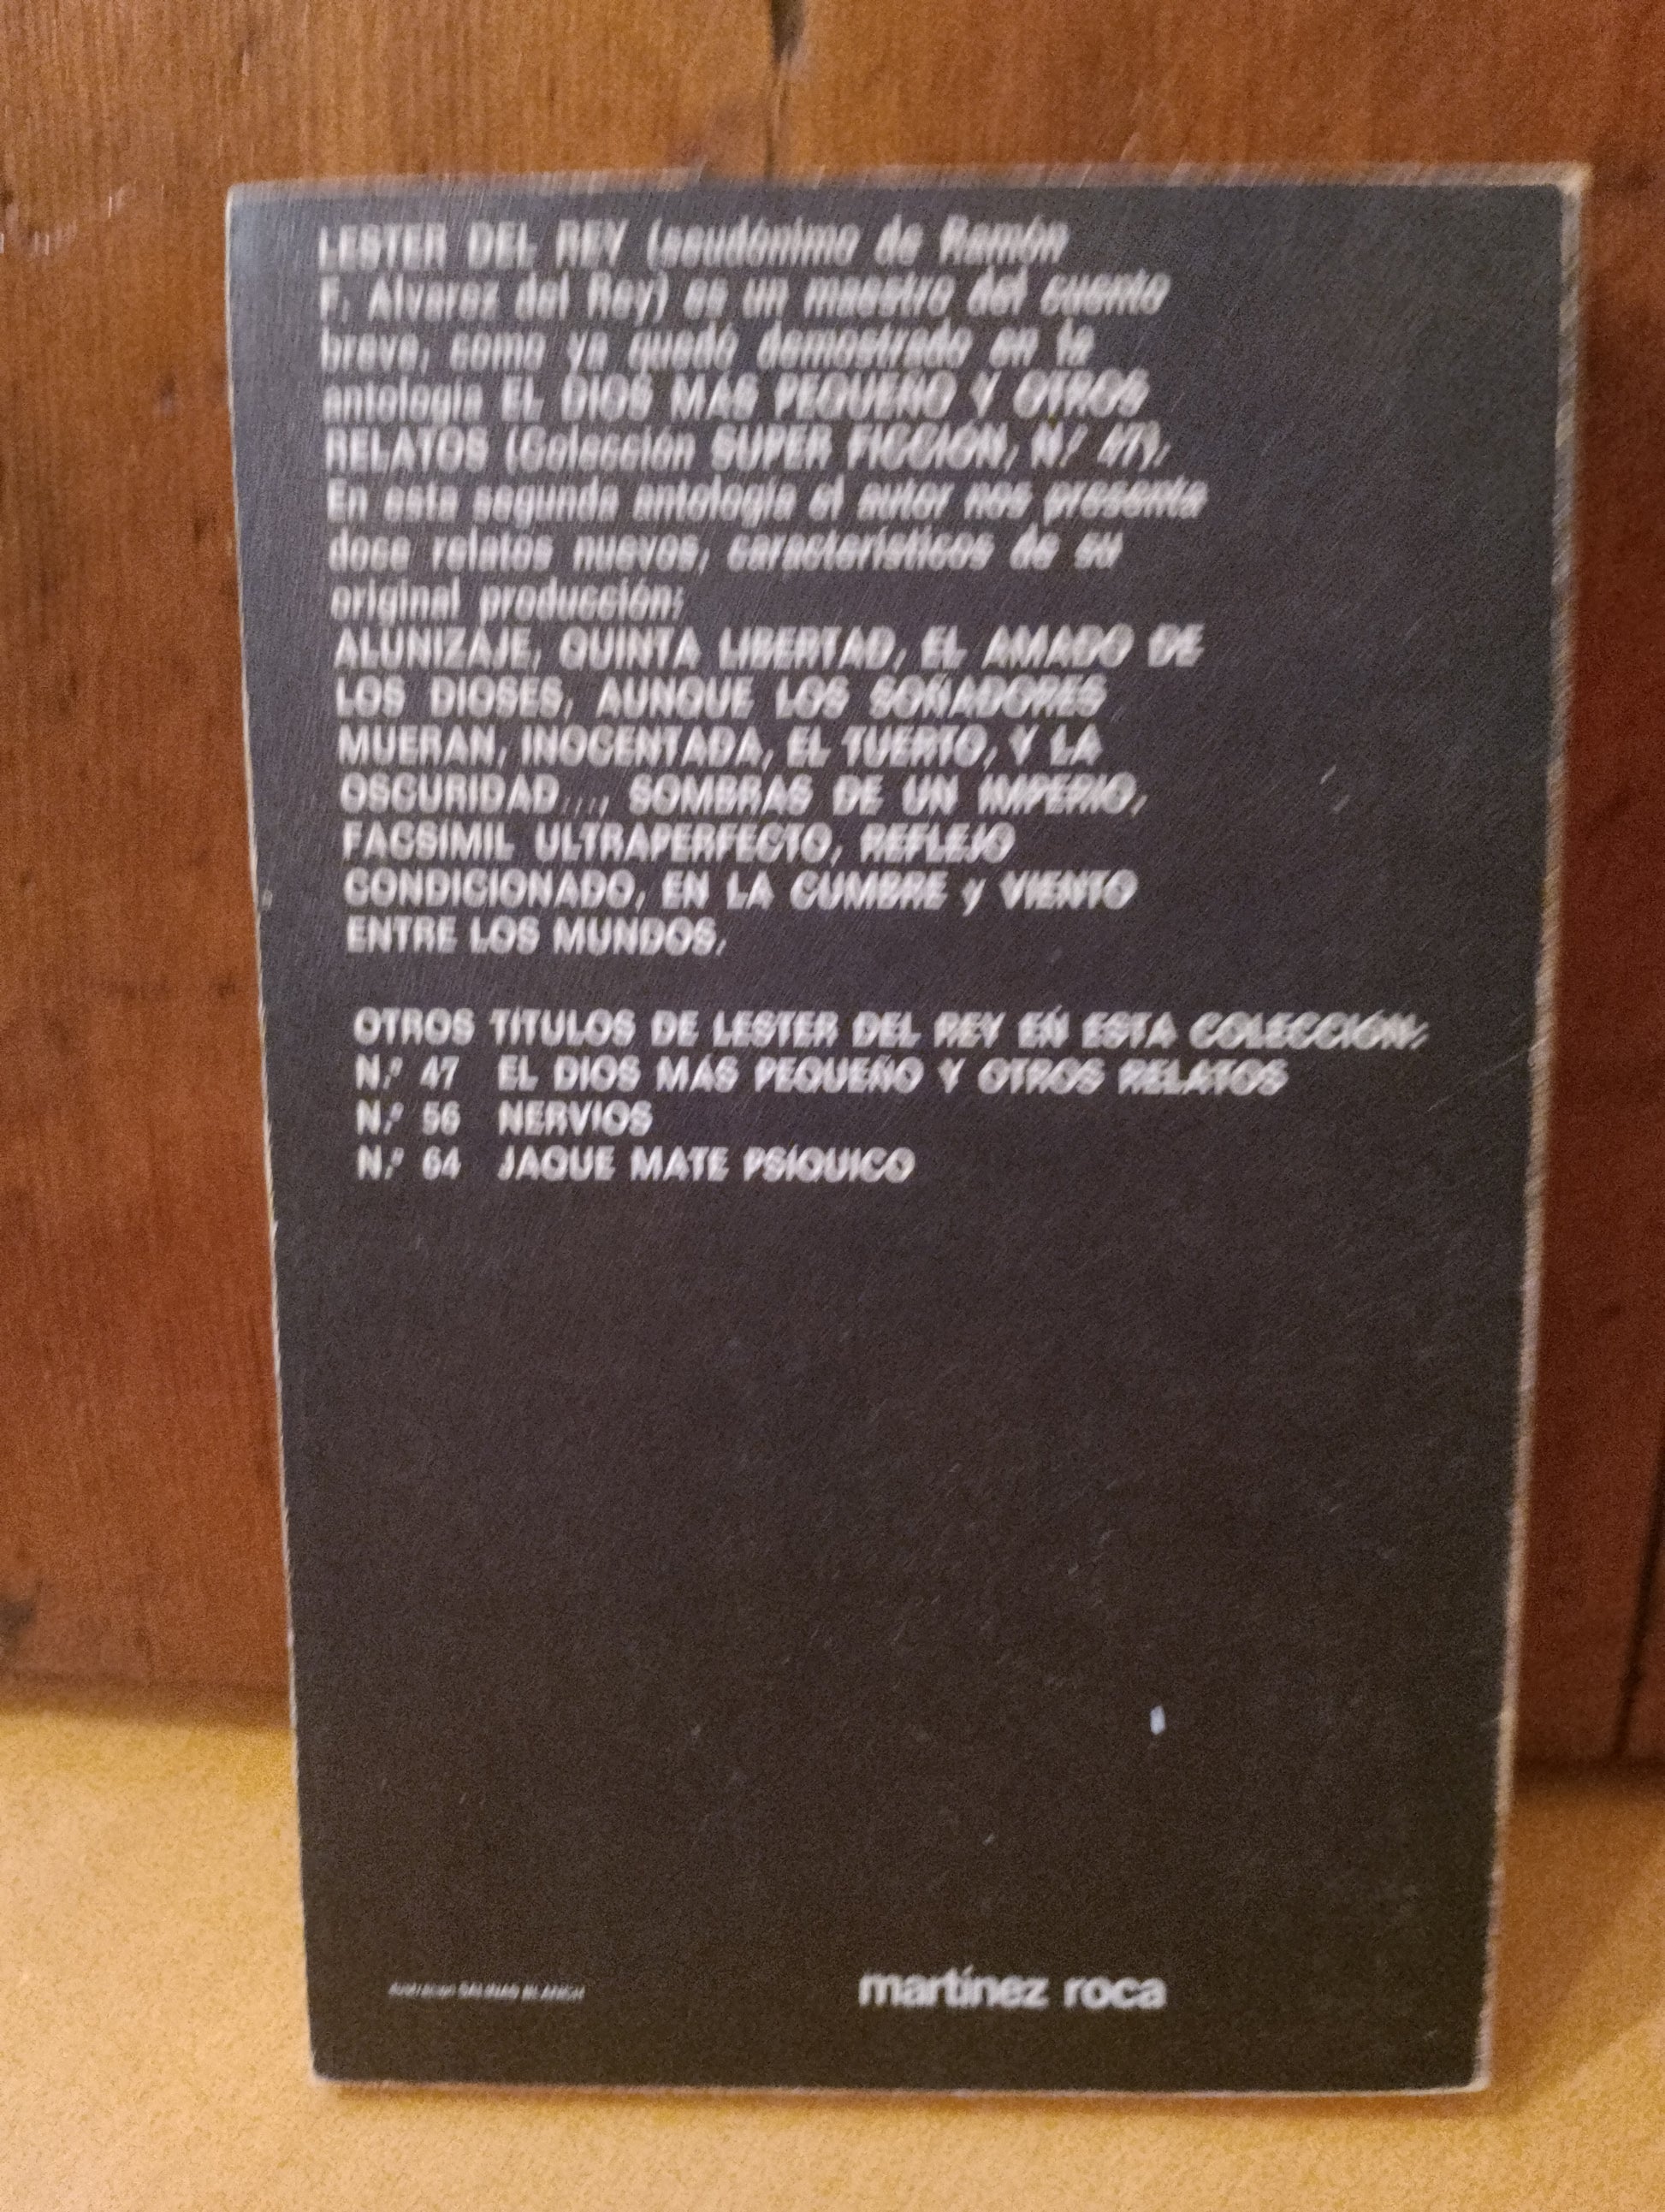 LESTER DEL REY (seudónimo de Ramón
F. Alvarez del Rey) es un maestro del cuento
breve, como ya quedó demostrado en la
antología EL DIOS MÁS PEQUEÑO Y OTROS
RELATOS (Colección SUPER FICCIÓN, N.º 47).
En esta segunda antología el autor nos presenta
doce relatos nuevos, característicos de su
original producción:
ALUNIZAJE, QUINTA LIBERTAD, EL AMADO DE
LOS DIOSES, AUNQUE LOS SOÑADORES
MUERAN, INOCENTADA, EL TUERTO, Y LA
OSCURIDAD..., SOMBRAS DE UN IMPERIO,
FACSIMIL ULTRAPERFECTO, REFLEJO
CONDICIONADO, EN LA CUMBRE y VIENTO
ENTRE LOS MUNDOS.
OTROS TÍTULOS DE LESTER DEL REY EN ESTA COLECCIÓN:
N.º 47 EL DIOS MÁS PEQUEÑO Y OTROS RELATOS
N.º 56 NERVIOS
N.º 64 JAQUE MATE PSÍQUICO
SALINAS BLANCH
martínez roca